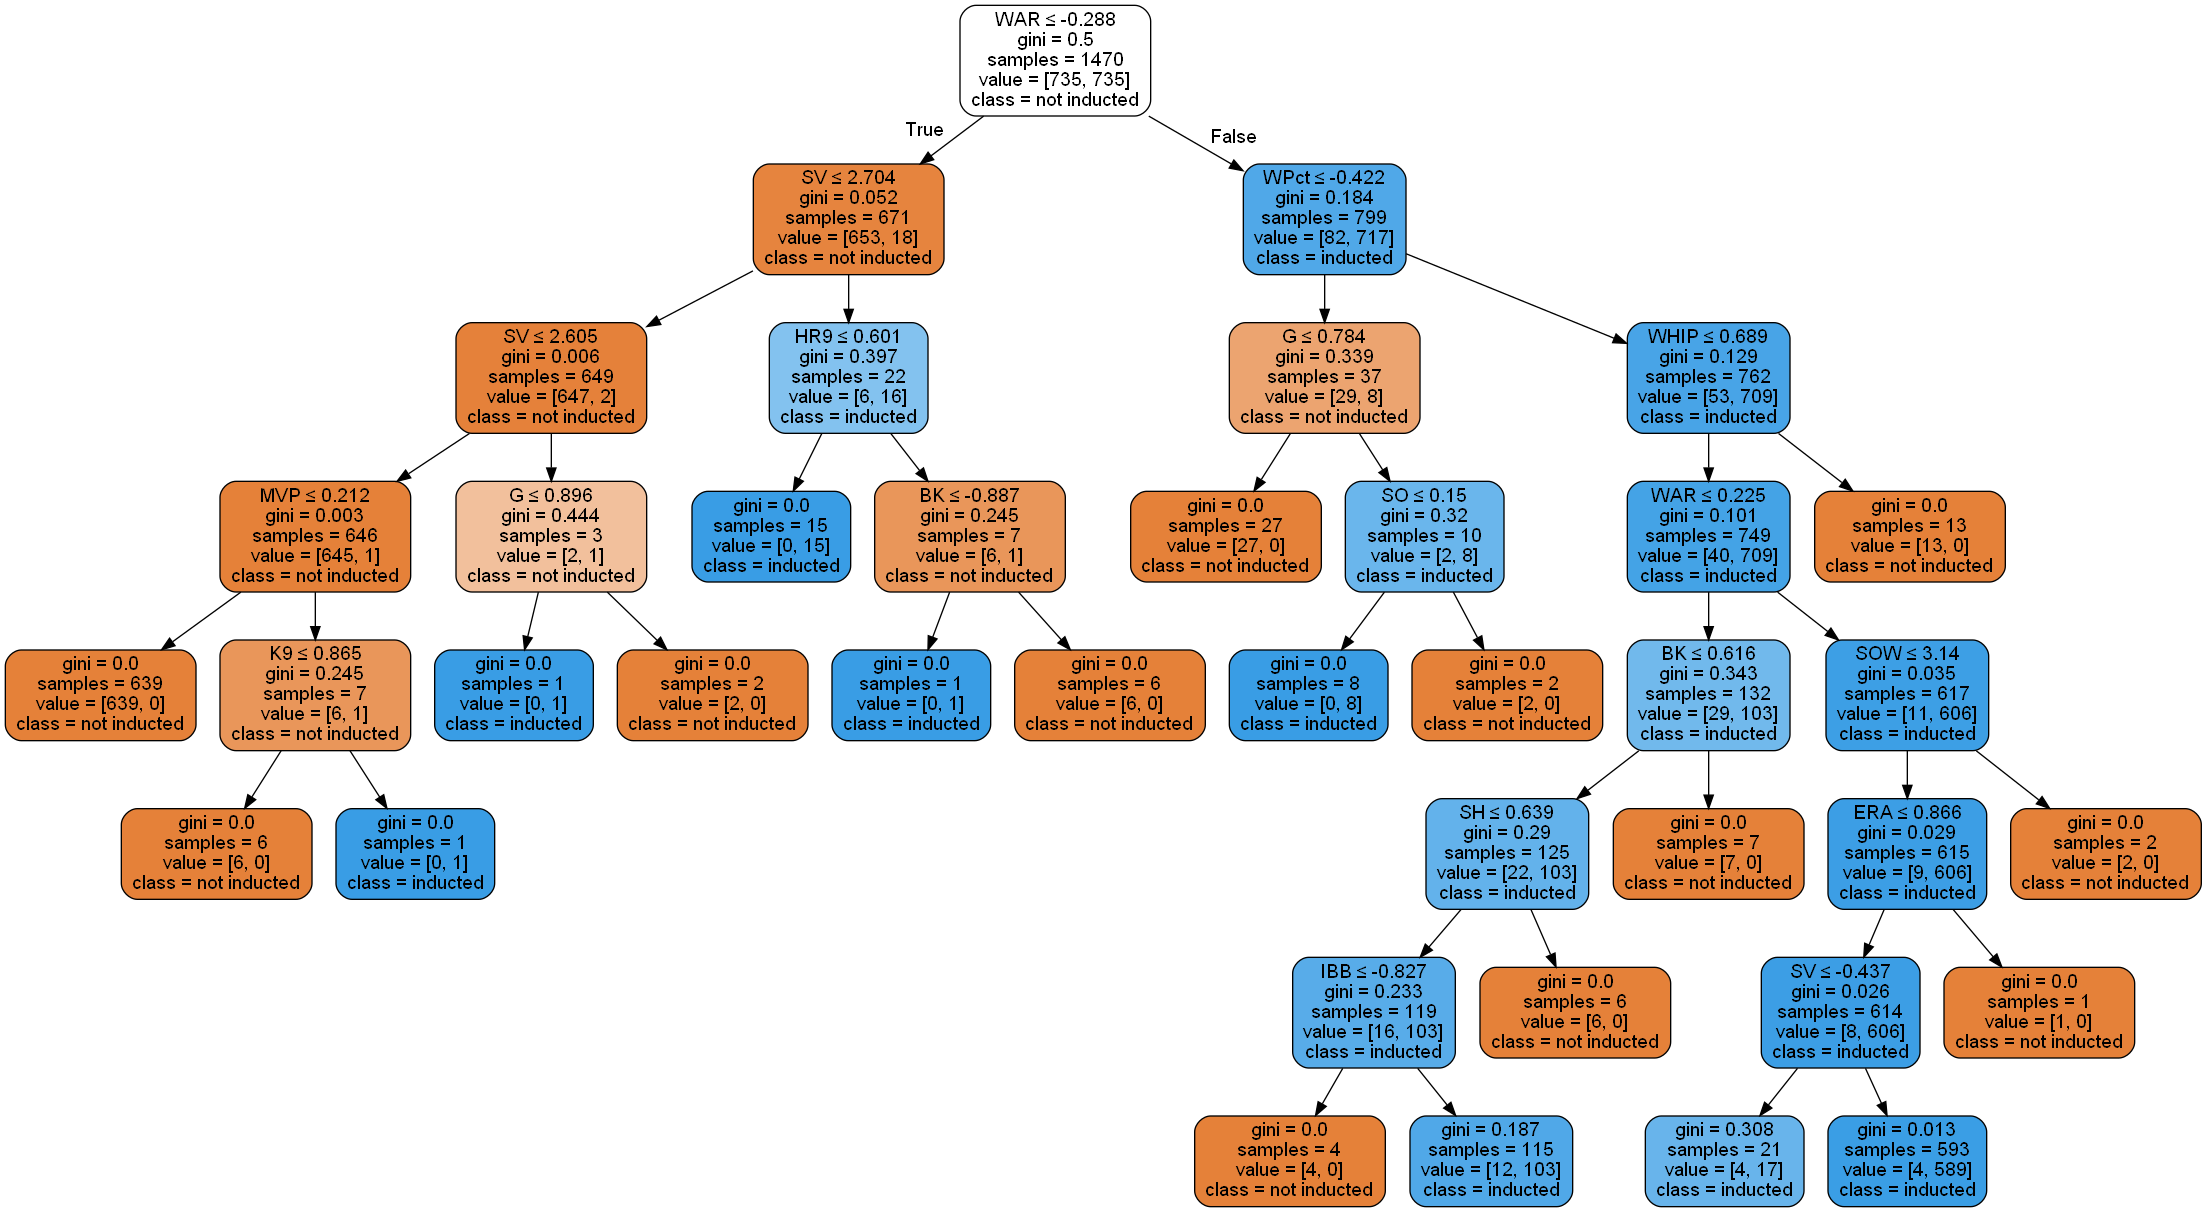 WAR ≤ -0.288
gini = 0.5
samples = 1470
value = [735, 735]
class = not inducted
True
False
SV ≤ 2.704
gini = 0.052
samples = 671
value = [653, 18]
class = not inducted
WPct ≤ -0.422
gini = 0.184
samples = 799
value = [82, 717]
class = inducted
SV ≤ 2.605
gini = 0.006
samples = 649
value = [647, 2]
class = not inducted
HR9 ≤ 0.601
gini = 0.397
samples = 22
value = [6, 16]
class = inducted
G ≤ 0.784
gini = 0.339
samples = 37
value = [29, 8]
class = not inducted
WHIP ≤ 0.689
gini = 0.129
samples = 762
value = [53, 709]
class = inducted
MVP ≤ 0.212
gini = 0.003
samples = 646
value = [645, 1]
class = not inducted
G ≤ 0.896
gini = 0.444
samples = 3
value = [2, 1]
class = not inducted
gini = 0.0
samples = 15
value = [0, 15]
class = inducted
BK ≤ -0.887
gini = 0.245
samples = 7
value = [6, 1]
class = not inducted
gini = 0.0
samples = 27
value = [27, 0]
class = not inducted
SO ≤ 0.15
gini = 0.32
samples = 10
value = [2, 8]
class = inducted
WAR ≤ 0.225
gini = 0.101
samples = 749
value = [40, 709]
class = inducted
gini = 0.0
samples = 13
value = [13, 0]
class = not inducted
gini = 0.0
samples = 639
value = [639, 0]
class = not inducted
K9 ≤ 0.865
gini = 0.245
samples = 7
value = [6, 1]
class = not inducted
gini = 0.0
samples = 1
value = [0, 1]
class = inducted
gini = 0.0
samples = 2
value = [2, 0]
class = not inducted
gini = 0.0
samples = 1
value = [0, 1]
class = inducted
gini = 0.0
samples = 6
value = [6, 0]
class = not inducted
gini = 0.0
samples = 8
value = [0, 8]
class = inducted
gini = 0.0
samples = 2
value = [2, 0]
class = not inducted
BK ≤ 0.616
gini = 0.343
samples = 132
value = [29, 103]
class = inducted
SOW ≤ 3.14
gini = 0.035
samples = 617
value = [11, 606]
class = inducted
gini = 0.0
samples = 6
value = [6, 0]
class = not inducted
gini = 0.0
samples = 1
value = [0, 1]
class = inducted
SH ≤ 0.639
gini = 0.29
samples = 125
value = [22, 103]
class = inducted
gini = 0.0
samples = 7
value = [7, 0]
class = not inducted
ERA ≤ 0.866
gini = 0.029
samples = 615
value = [9, 606]
class = inducted
gini = 0.0
samples = 2
value = [2, 0]
class = not inducted
IBB ≤ -0.827
gini = 0.233
samples = 119
value = [16, 103]
class = inducted
gini = 0.0
samples = 6
value = [6, 0]
class = not inducted
SV ≤ -0.437
gini = 0.026
samples = 614
value = [8, 606]
class = inducted
gini = 0.0
samples = 1
value = [1, 0]
class = not inducted
gini = 0.0
samples = 4
value = [4, 0]
class = not inducted
gini = 0.187
samples = 115
value = [12, 103]
class = inducted
gini = 0.308
samples = 21
value = [4, 17]
class = inducted
gini = 0.013
samples = 593
value = [4, 589]
class = inducted